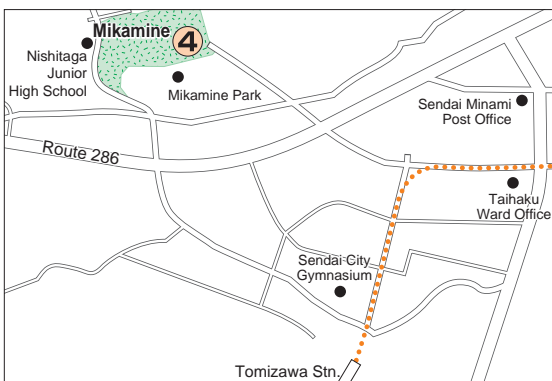 Mikamine
4
Nishitaga
Junior
High School
Mikamine Park
Sendai Minami
Post Office
Route 286
Taihaku
Ward Office
Sendai City
Gymnasium
Tomizawa Stn.